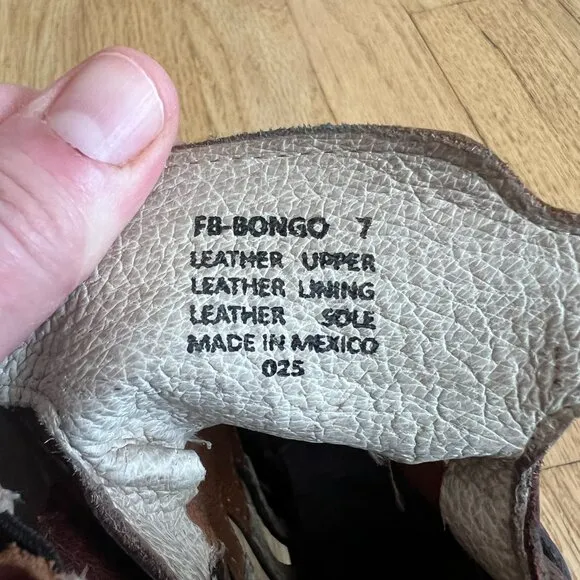 FB-BONGO 7
LEATHER UPPER
LEATHER LINING
LEATHER SOLE
MADE IN MEXICO
025